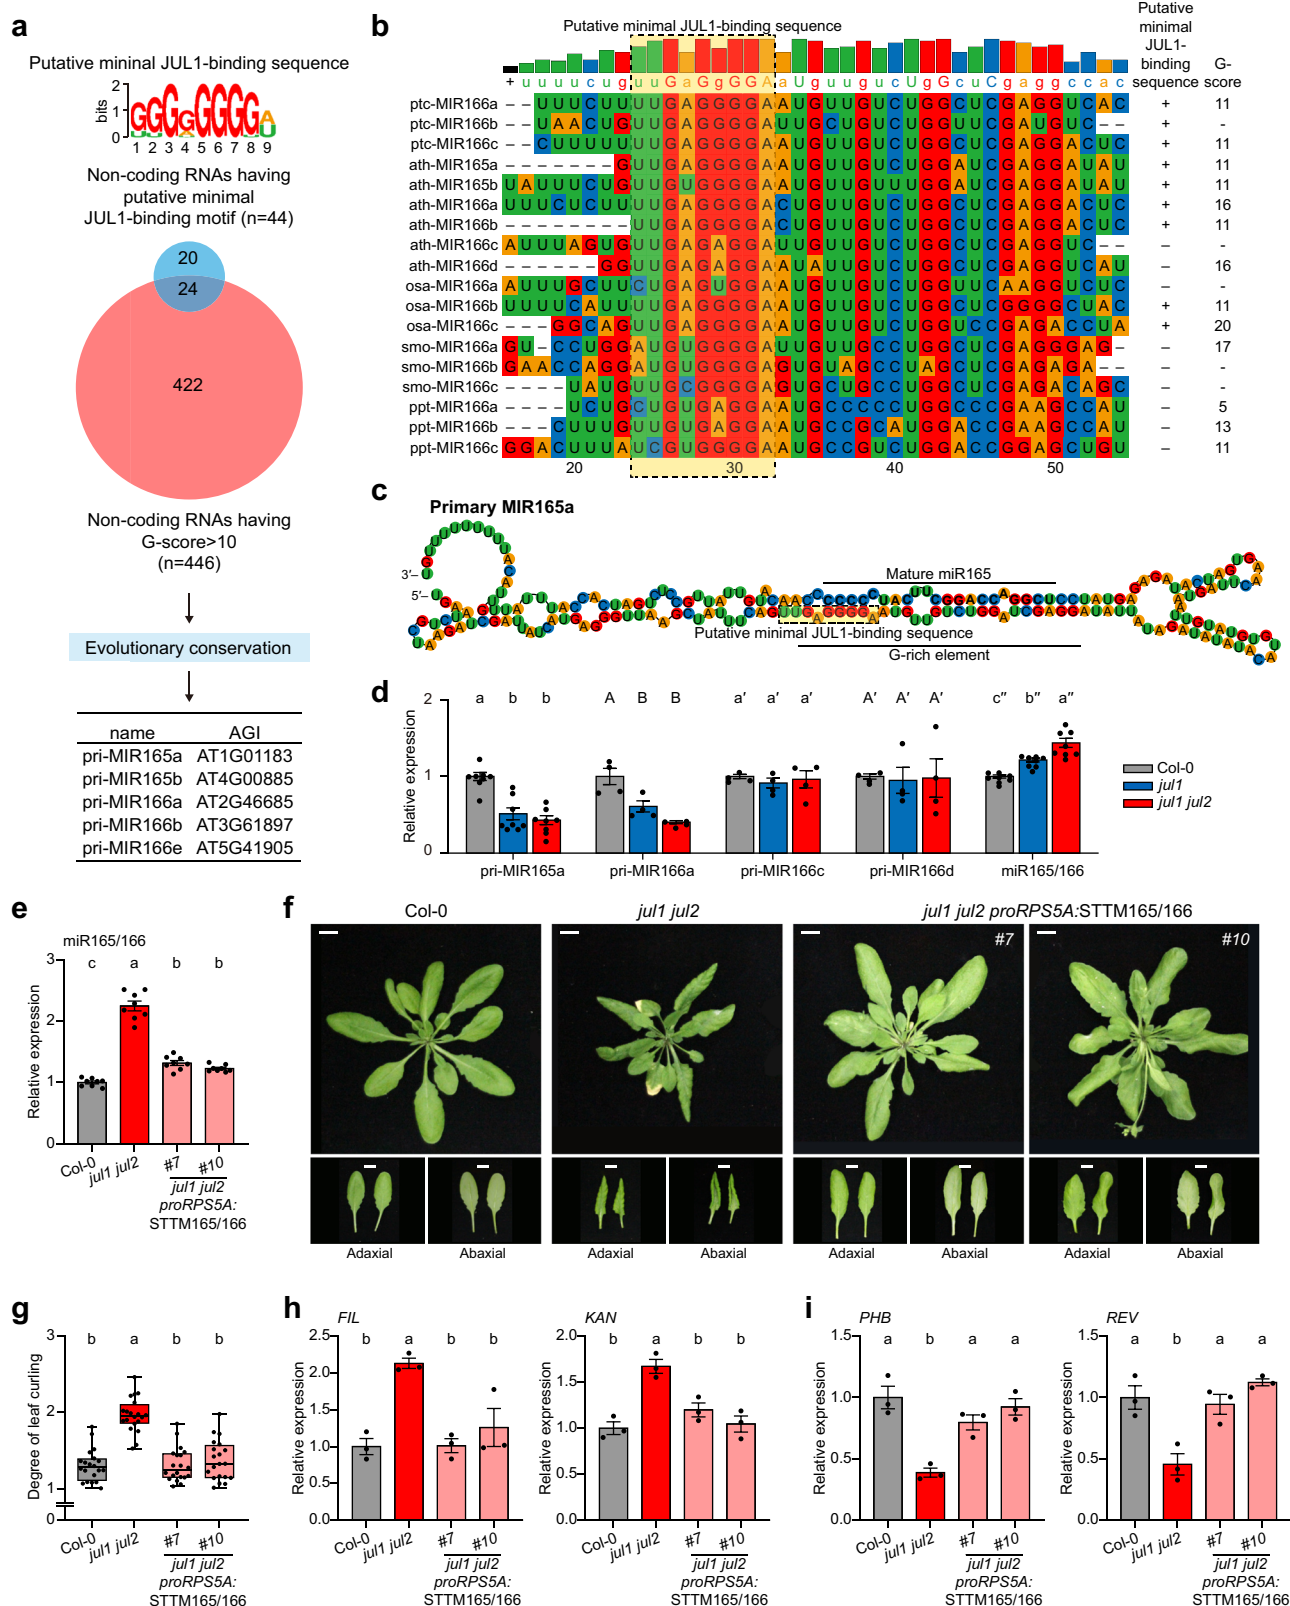 a
Putative mininal JUL1-binding sequence
bits
2
1
0
GGGGGGGGA
1 2 3 4 5 6 7 8 9
Non-coding RNAs having
putative minimal
JUL1-binding motif (n=44)
20
24
422
Non-coding RNAs having
G-score>10
(n=446)
Evolutionary conservation
name AGI
pri-MIR165a AT1G01183
pri-MIR165b AT4G00885
pri-MIR166a AT2G46685
pri-MIR166b AT3G61897
pri-MIR166e AT5G41905
b
Putative minimal JUL1-binding sequence
Putative minimal JUL1-binding sequence
G-score
+ u u u u c u g u u G a G g G G A a U g u u g u c U g G c u C g a g g c c a c
ptc-MIR166a – – U U U C U U U U G A G G G G A A U G U U G U C U G G C U C G A G G U C A C + 11
ptc-MIR166b – – U A A C U G U U G A G G G G A U U G C U G U C U G G U U C G A U G U C – – + -
ptc-MIR166c – – C U U U U U U U G A G G G G A A U G U U G U C U G G C U C G A G G A C U C + 11
ath-MIR165a – – – – – – – G U U G A G G G G A A U G U U G U C U G G A U C G A G G A U A U + 11
ath-MIR165b U A U U U C U G U U G U G G G G A A U G U U G U U U G G A U C G A G G A U A U + 11
ath-MIR166a U U U C U C U U U U G A G G G G A C U G U U G U C U G G C U C G A G G A C U C + 16
ath-MIR166b – – – – – – – – U U G A G G G G A C U G U U G U C U G G C U C G A G G A C U C + 11
ath-MIR166c A U U U A G U G U U G A G A G G A U U G U U G U C U G G C U C G A G G U C – – – -
ath-MIR166d – – – – – – G G U U G A G A G G A A U A U U G U C U G G C U C G A G G U C A U – 16
osa-MIR166a A U U U G C U U C U G A G U G G A A U G U U G U C U G G U U C A A G G U C U C – -
osa-MIR166b U U U U C A U U U U G A G G G G A C U G U U G U C U G G C U C G G G G C U A C + 11
osa-MIR166c – – – G G C A G U U G A G G G G A A U G U U G U C U G G U C C G A G A C C U A + 20
smo-MIR166a G U – C C U G G A U G U G G G G A U U G U U G C C U G G C U C G A G G G A G – – 17
smo-MIR166b G A A C C A G G A U G U G G G G A G U G U A G C C U A G C U C G A G A G A – – – -
smo-MIR166c – – – – U A U G U U G C G G G G A G U G C U G C C U G G C U C G A G A C A G C – -
ppt-MIR166a – – – – U C U G C U G U G A G G A A U G C C C C C U G G C C C G A A G C C A U – 5
ppt-MIR166b – – – C U U U G U U G U G A G G A A U G C C G C A U G G A C C G A G G C C A U – 13
ppt-MIR166c G G A C U U U A U C G U G G G G A A U G C C G U C U G G A C C G G A G C U G U – 11
20 30 40 50
c
Primary MIR165a
3′–
5′–
Mature miR165
Putative minimal JUL1-binding sequence
G-rich element
d
Relative expression
2
1
0
a b b A B B a′ a′ a′ A′ A′ A′ c″ b″ a″
pri-MIR165a pri-MIR166a pri-MIR166c pri-MIR166d miR165/166
Col-0
jul1
jul1 jul2
e
miR165/166
Relative expression
3
2
1
0
c a b b
Col-0 jul1 jul2 #7 #10
jul1 jul2
proRPS5A:
STTM165/166
f
Col-0 jul1 jul2 jul1 jul2 proRPS5A:STTM165/166
#7 #10
Adaxial Abaxial Adaxial Abaxial Adaxial Abaxial Adaxial Abaxial
g
Degree of leaf curling
3
2
1
0
b a b b
Col-0 jul1 jul2 #7 #10
jul1 jul2
proRPS5A:
STTM165/166
h
FIL
Relative expression
2.5
2.0
1.5
1.0
0.5
0.0
b a b b
Col-0 jul1 jul2 #7 #10
jul1 jul2
proRPS5A:
STTM165/166
KAN
Relative expression
2.0
1.5
1.0
0.5
0.0
b a b b
Col-0 jul1 jul2 #7 #10
jul1 jul2
proRPS5A:
STTM165/166
i
PHB
Relative expression
1.5
1.0
0.5
0.0
a b a a
Col-0 jul1 jul2 #7 #10
jul1 jul2
proRPS5A:
STTM165/166
REV
Relative expression
1.5
1.0
0.5
0.0
a b a a
Col-0 jul1 jul2 #7 #10
jul1 jul2
proRPS5A:
STTM165/166